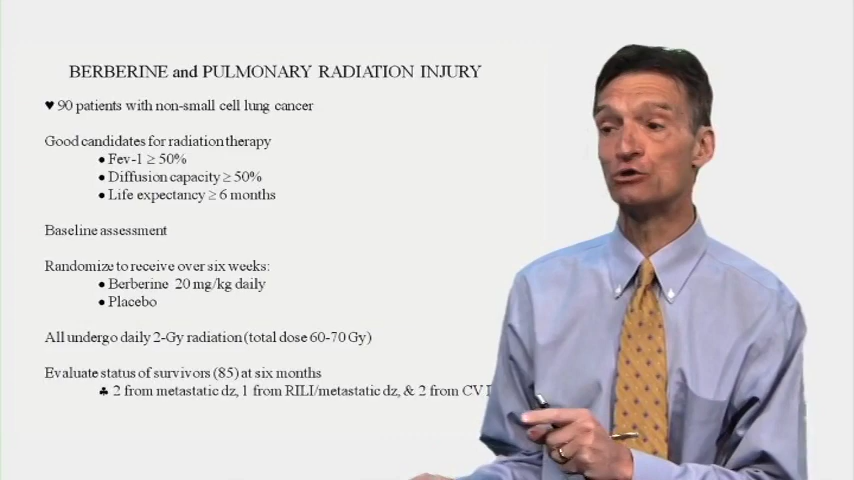 BERBERINE and PULMONARY RADIATION INJURY
♥ 90 patients with non-small cell lung cancer
Good candidates for radiation therapy
● Fev-1 ≥ 50%
● Diffusion capacity ≥ 50%
● Life expectancy ≥ 6 months
Baseline assessment
Randomize to receive over six weeks:
● Berberine 20 mg/kg daily
● Placebo
All undergo daily 2-Gy radiation (total dose 60-70 Gy)
Evaluate status of survivors (85) at six months
♣ 2 from metastatic dz, 1 from RILI/metastatic dz, & 2 from CV